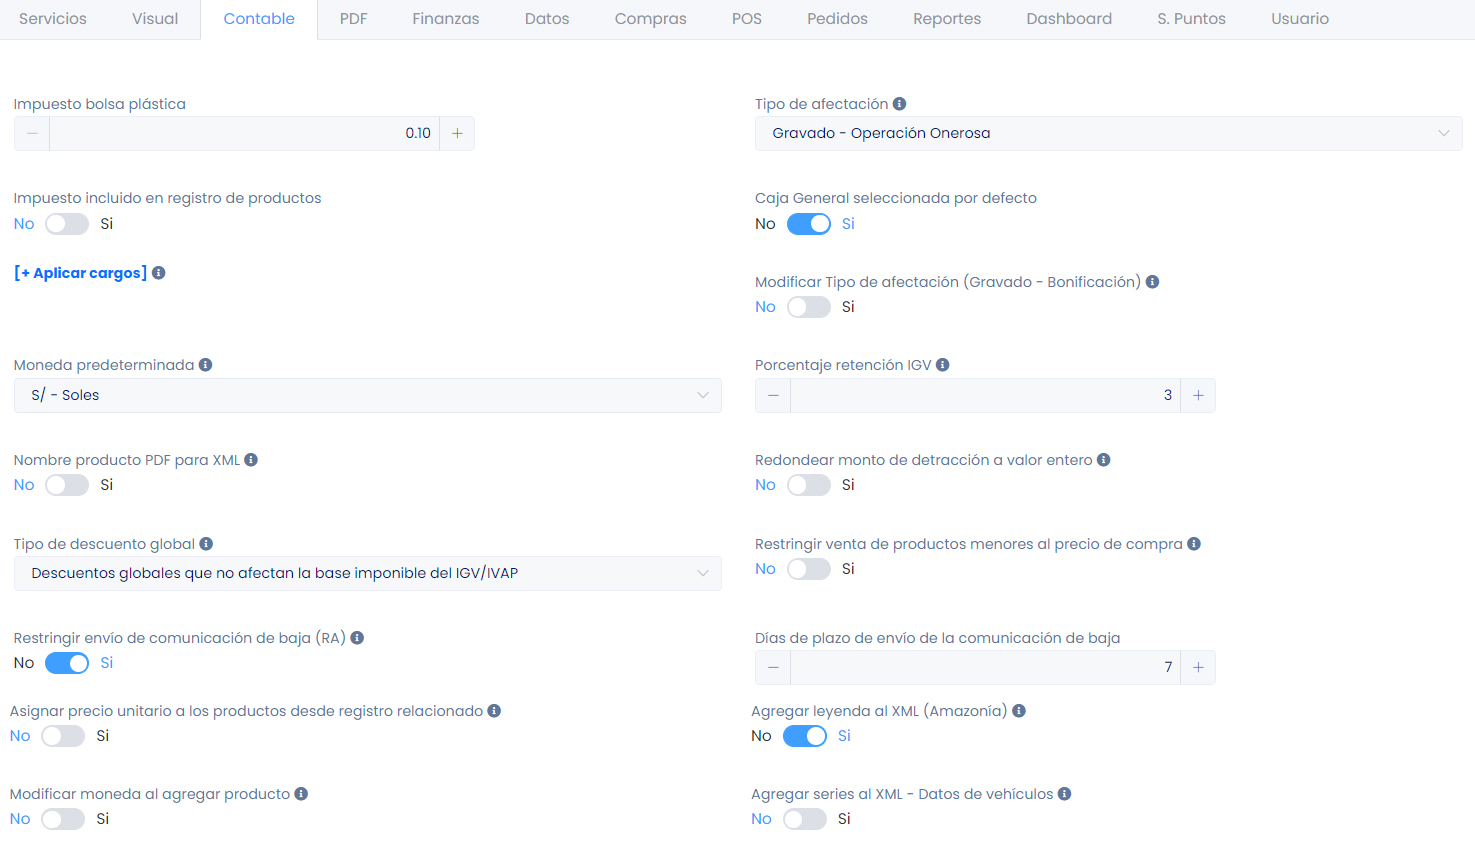 Servicios Visual Contable PDF Finanzas Datos Compras POS Pedidos Reportes Dashboard S. Puntos Usuario
Impuesto bolsa plástica
− 0.10 +
Tipo de afectación
Gravado - Operación Onerosa
Impuesto incluido en registro de productos
No Si
Caja General seleccionada por defecto
No Si
[+ Aplicar cargos]
Modificar Tipo de afectación (Gravado - Bonificación)
No Si
Moneda predeterminada
S/ - Soles
Porcentaje retención IGV
− 3 +
Nombre producto PDF para XML
No Si
Redondear monto de detracción a valor entero
No Si
Tipo de descuento global
Descuentos globales que no afectan la base imponible del IGV/IVAP
Restringir venta de productos menores al precio de compra
No Si
Restringir envío de comunicación de baja (RA)
No Si
Días de plazo de envío de la comunicación de baja
− 7 +
Asignar precio unitario a los productos desde registro relacionado
No Si
Agregar leyenda al XML (Amazonía)
No Si
Modificar moneda al agregar producto
No Si
Agregar series al XML - Datos de vehículos
No Si